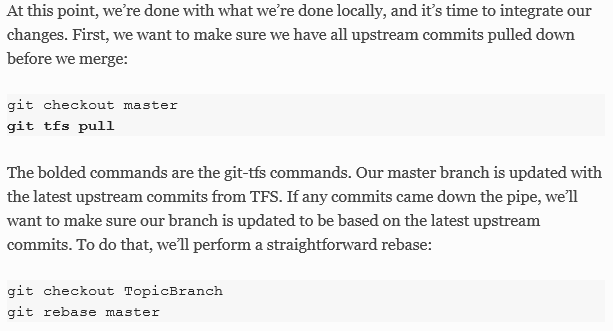 At this point, we’re done with what we’re done locally, and it’s time to integrate our
changes. First, we want to make sure we have all upstream commits pulled down
before we merge:
git checkout master
git tfs pull
The bolded commands are the git-tfs commands. Our master branch is updated with
the latest upstream commits from TFS. If any commits came down the pipe, we’ll
want to make sure our branch is updated to be based on the latest upstream
commits. To do that, we’ll perform a straightforward rebase:
git checkout TopicBranch
git rebase master